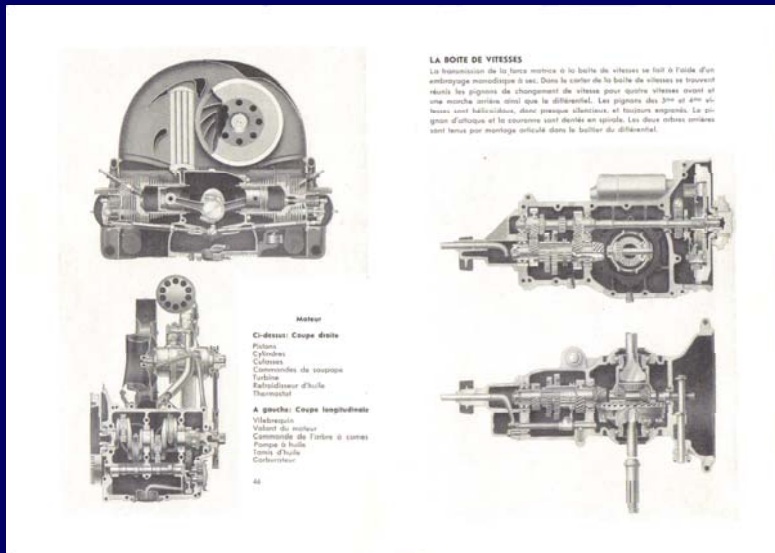 Moteur
Ci-dessus: Coupe droite
Pistons
Cylindres
Culasses
Commandes de soupape
Turbine
Refroidisseur d'huile
Thermostat
A gauche: Coupe longitudinale
Vilebrequin
Volant du moteur
Commande de l'arbre à cames
Pompe à huile
Tamis d'huile
Carburateur
46
LA BOITE DE VITESSES
La transmission de la force motrice à la boîte de vitesses se fait à l'aide d'un
embrayage monodisque à sec. Dans le carter de la boîte de vitesses se trouvent
réunis les pignons de changement de vitesse pour quatre vitesses avant et
une marche arrière ainsi que le différentiel. Les pignons des 3ème et 4ème vi-
tesses sont hélicoïdaux, donc presque silencieux, et toujours engrenés. Le pi-
gnon d'attaque et la couronne sont dentés en spirale. Les deux arbres arrières
sont tenus par montage articulé dans le boîtier du différentiel.